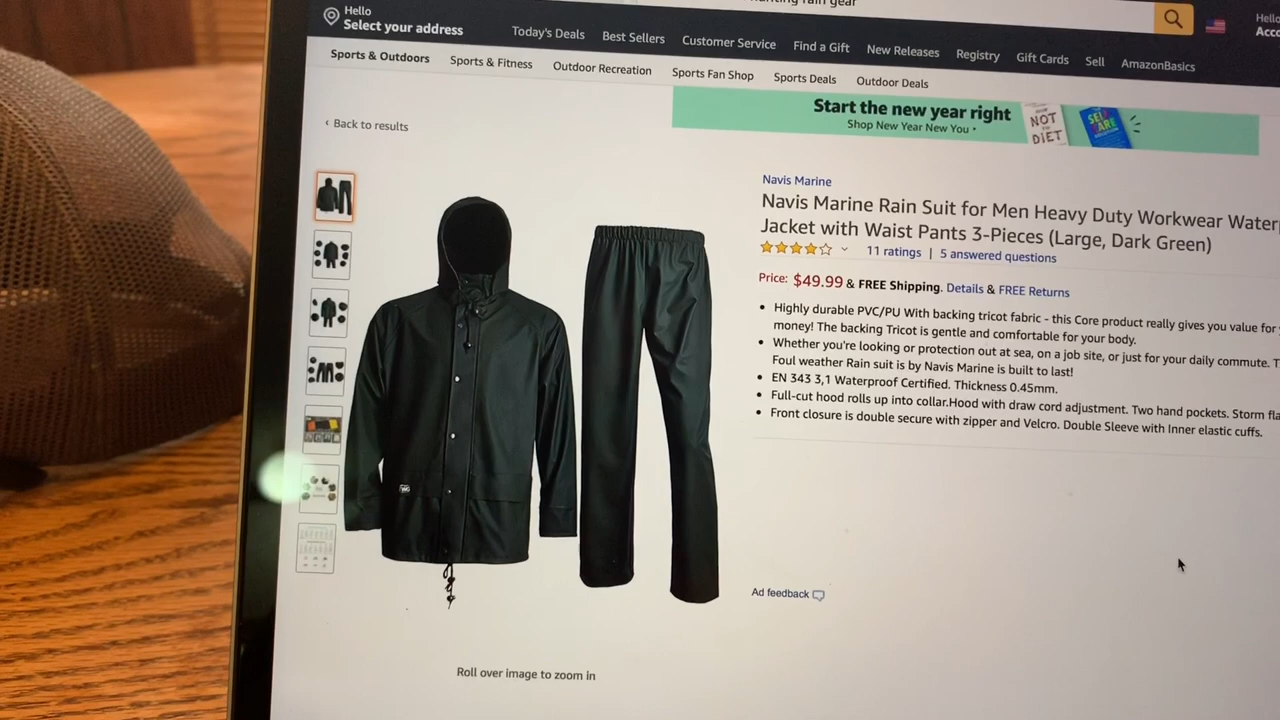 rain gear
Hello
Select your address
Today's Deals
Best Sellers
Customer Service
Find a Gift
New Releases
Registry
Gift Cards
Sell
AmazonBasics
Hello
Sports & Outdoors
Sports & Fitness
Outdoor Recreation
Sports Fan Shop
Sports Deals
Outdoor Deals
Start the new year right
Shop New Year New You
NOT
DIET
‹ Back to results
Navis Marine
Navis Marine Rain Suit for Men Heavy Duty Workwear Water
Jacket with Waist Pants 3-Pieces (Large, Dark Green)
11 ratings | 5 answered questions
Price: $49.99 & FREE Shipping. Details & FREE Returns
• Highly durable PVC/PU With backing tricot fabric - this Core product really gives you value for
money! The backing Tricot is gentle and comfortable for your body.
• Whether you're looking or protection out at sea, on a job site, or just for your daily commute. T
Foul weather Rain suit is by Navis Marine is built to last!
• EN 343 3,1 Waterproof Certified. Thickness 0.45mm.
• Full-cut hood rolls up into collar.Hood with draw cord adjustment. Two hand pockets. Storm fla
• Front closure is double secure with zipper and Velcro. Double Sleeve with Inner elastic cuffs.
Ad feedback
Roll over image to zoom in